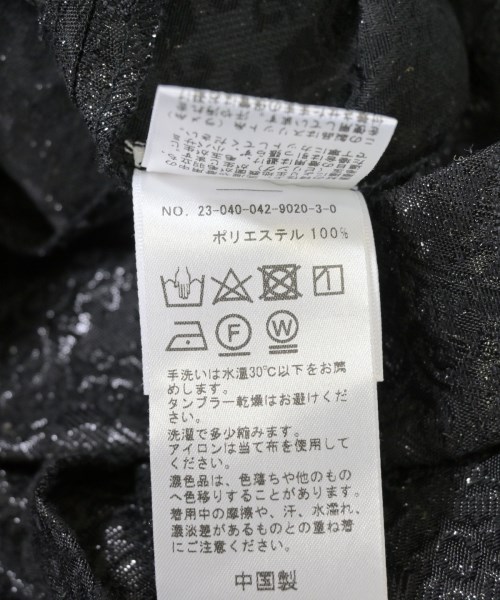 NO. 23-040-042-9020-3-0
ポリエステル 100%
F
W
手洗いは水温30℃以下をお薦
めします。
タンブラー乾燥はお避けくださ
い。
洗濯で多少縮みます。
アイロンは当て布を使用して
ください。
濃色品は、色落ちや他のもの
へ色移りすることがあります。
着用中の摩擦や、汗、水濡れ、
濃淡差があるものとの重ね着
にご注意ください。
中国製